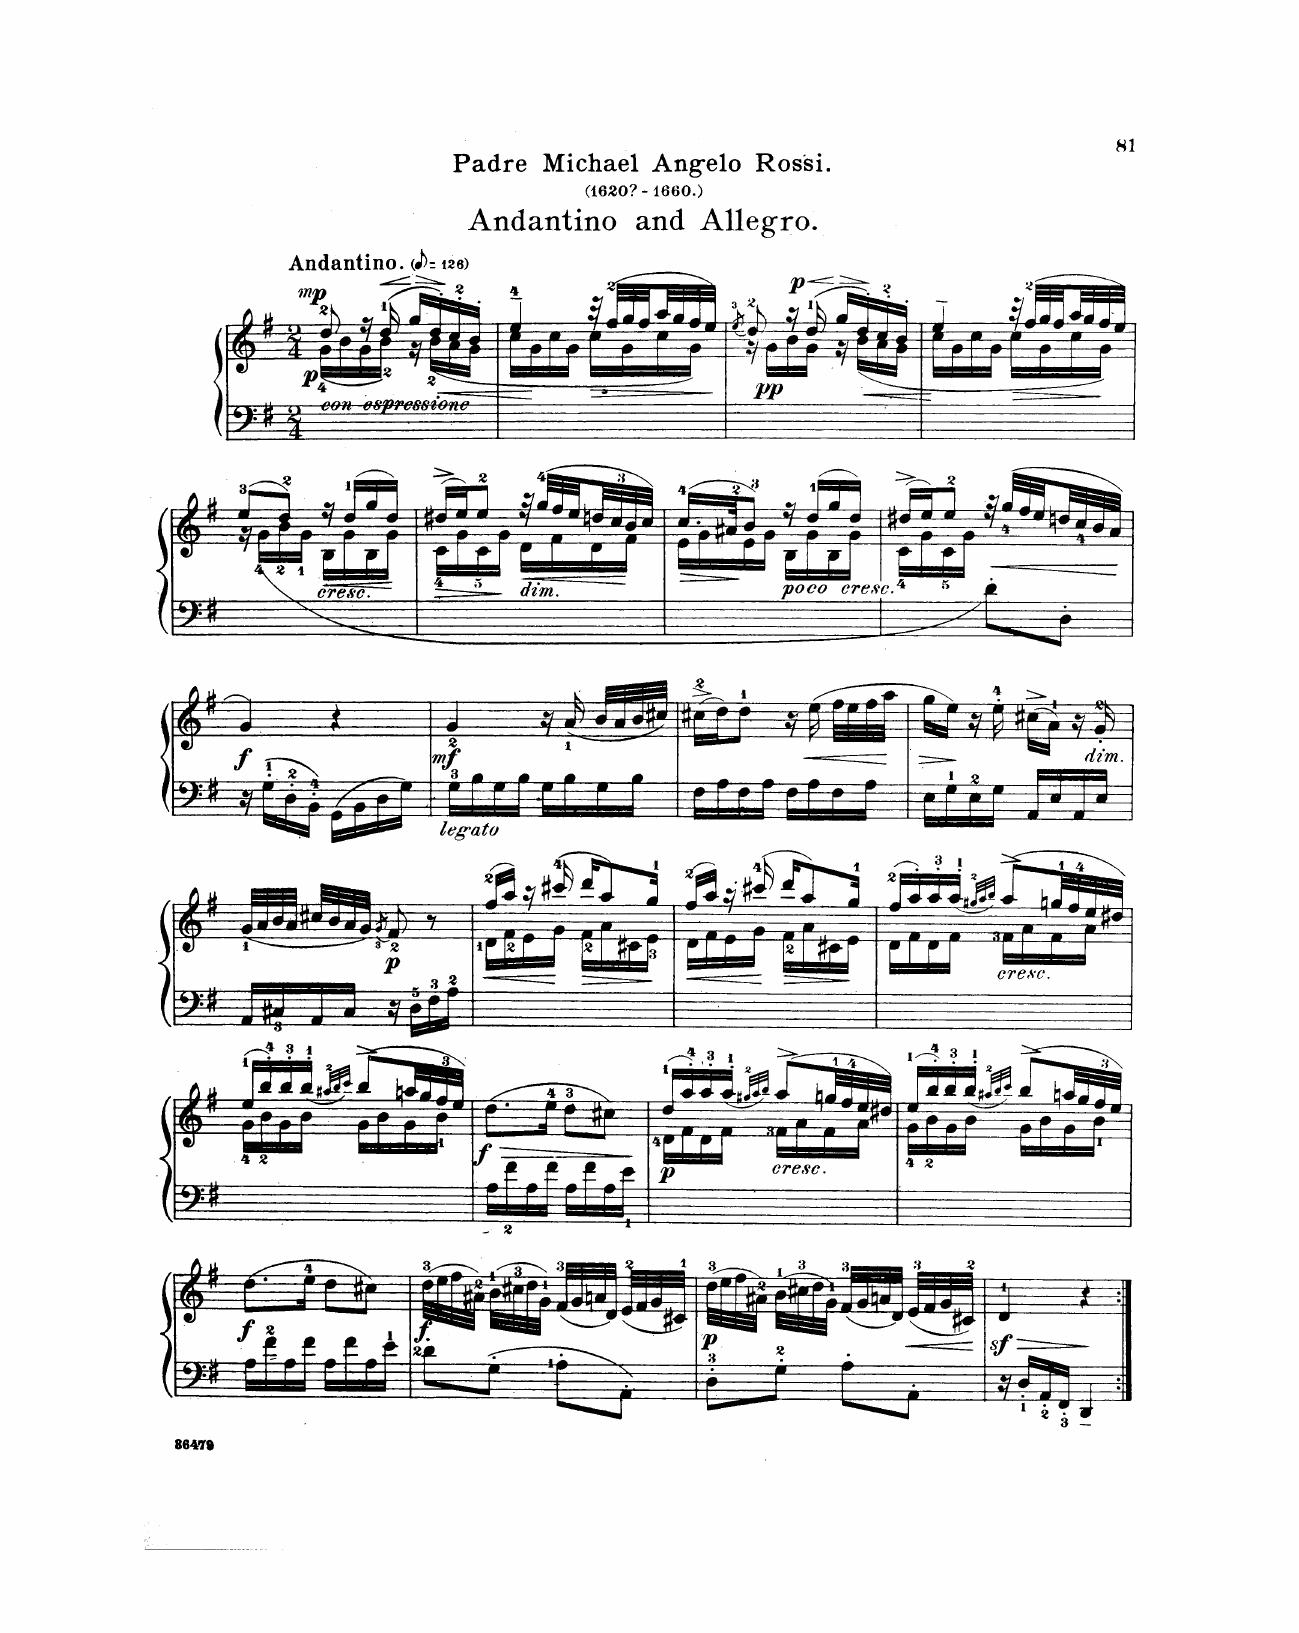 81
Padre Michael Angelo Rossi.
(1620?-1660.)
Andantino and Allegro.
Andantino. (♪= 126)
mp p
p pp
con espressione
cresc. dim. poco cresc.
f mf dim.
legato
p cresc.
f p cresc.
f f p sf
36479